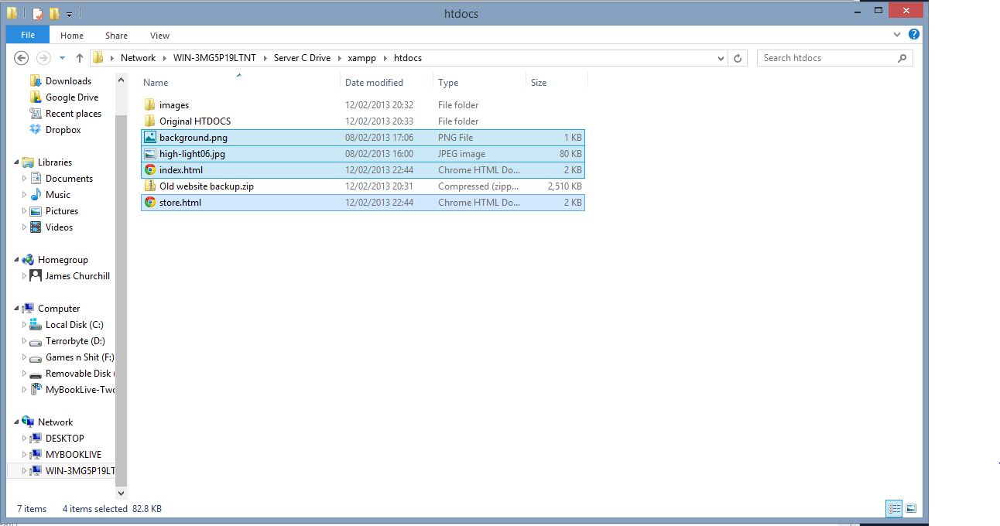 htdocs
File Home Share View
Network WIN-3MG5P19LTNT Server C Drive xampp htdocs Search htdocs
Name Date modified Type Size
images 12/02/2013 20:32 File folder
Original HTDOCS 12/02/2013 20:33 File folder
background.png 08/02/2013 17:06 PNG File 1 KB
high-light06.jpg 08/02/2013 16:00 JPEG image 80 KB
index.html 12/02/2013 22:44 Chrome HTML Do... 2 KB
Old website backup.zip 12/02/2013 20:31 Compressed (zipp... 2,510 KB
store.html 12/02/2013 22:44 Chrome HTML Do... 2 KB
Downloads
Google Drive
Recent places
Dropbox
Libraries
Documents
Music
Pictures
Videos
Homegroup
James Churchill
Computer
Local Disk (C:)
Terrorbyte (D:)
Games n Shit (F:)
Removable Disk (
MyBookLive-Two
Network
DESKTOP
MYBOOKLIVE
WIN-3MG5P19LT
7 items 4 items selected 82.8 KB